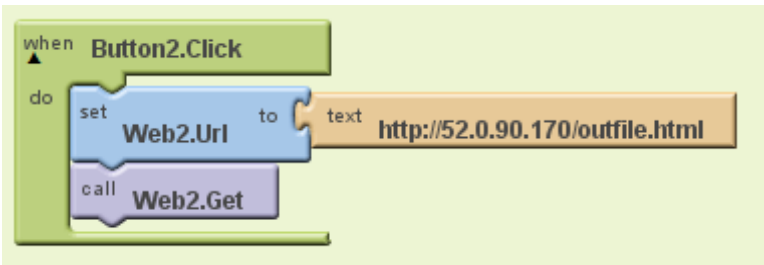 when Button2.Click
do
set Web2.Url to text http://52.0.90.170/outfile.html
call Web2.Get